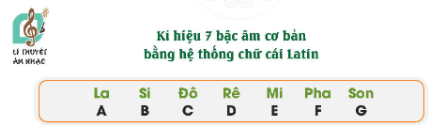 LÍ THUYẾT
ÂM NHẠC
Kí hiệu 7 bậc âm cơ bản
bằng hệ thống chữ cái Latin
La Si Đô Rê Mi Pha Son
A B C D E F G